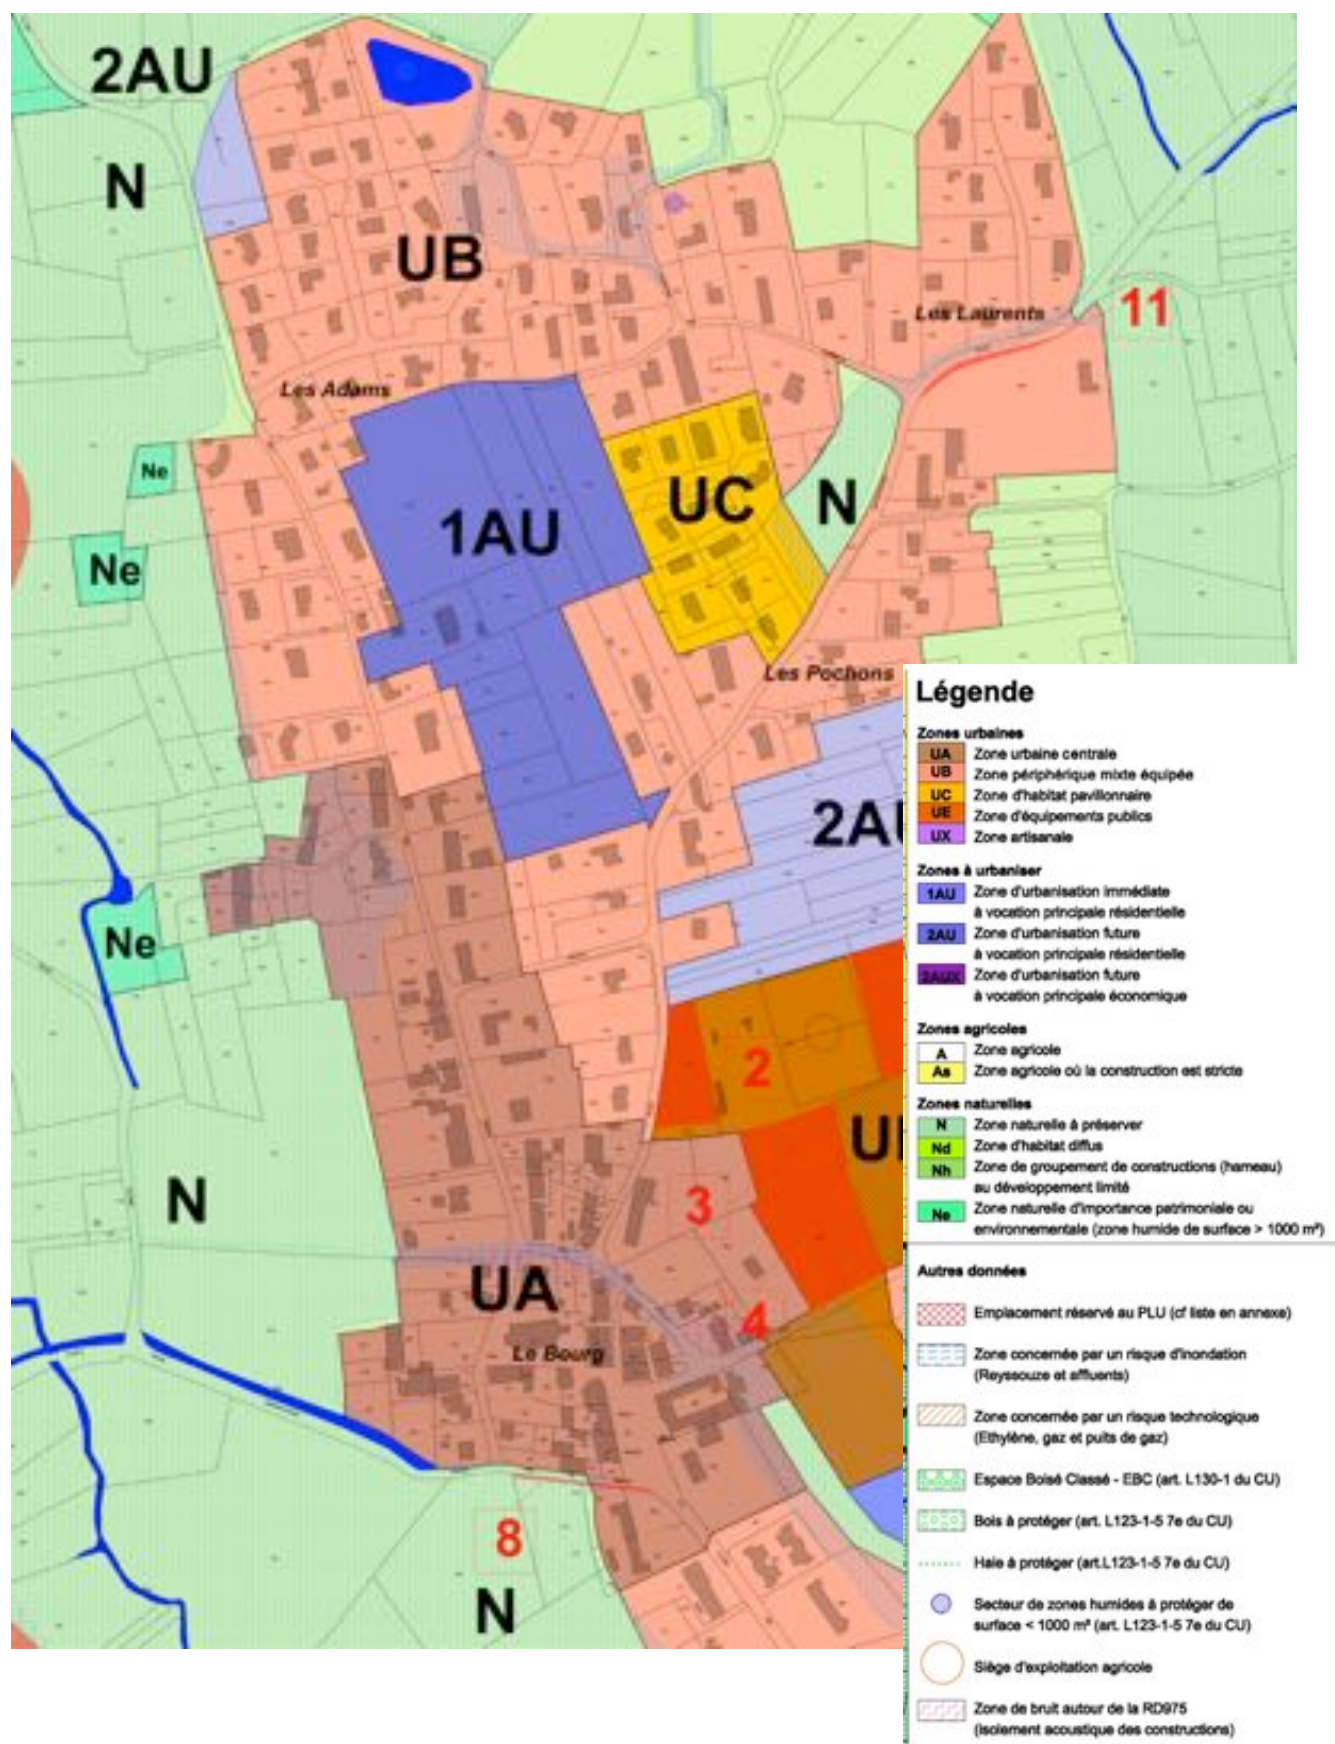 2AU
N
UB
Les Laurents
11
Les Adams
Ne
UC
N
1AU
Ne
Les Pochons
2AU
Ne
2
N
3
UA
4
Le Bourg
8
N
Légende
Zones urbaines
UA Zone urbaine centrale
UB Zone périphérique mixte équipée
UC Zone d'habitat pavillonnaire
UE Zone d'équipements publics
UX Zone artisanale
Zones à urbaniser
1AU Zone d'urbanisation immédiate
à vocation principale résidentielle
2AU Zone d'urbanisation future
à vocation principale résidentielle
2AUX Zone d'urbanisation future
à vocation principale économique
Zones agricoles
A Zone agricole
As Zone agricole où la construction est stricte
Zones naturelles
N Zone naturelle à préserver
Nd Zone d'habitat diffus
Nh Zone de groupement de constructions (hameau)
au développement limité
Ne Zone naturelle d'importance patrimoniale ou
environnementale (zone humide de surface > 1000 m²)
Autres données
Emplacement réservé au PLU (cf liste en annexe)
Zone concernée par un risque d'inondation
(Reyssouze et affluents)
Zone concernée par un risque technologique
(Ethylène, gaz et puits de gaz)
Espace Boisé Classé - EBC (art. L130-1 du CU)
Bois à protéger (art. L123-1-5 7e du CU)
Haie à protéger (art.L123-1-5 7e du CU)
Secteur de zones humides à protéger de
surface < 1000 m² (art. L123-1-5 7e du CU)
Siège d'exploitation agricole
Zone de bruit autour de la RD975
(isolement acoustique des constructions)